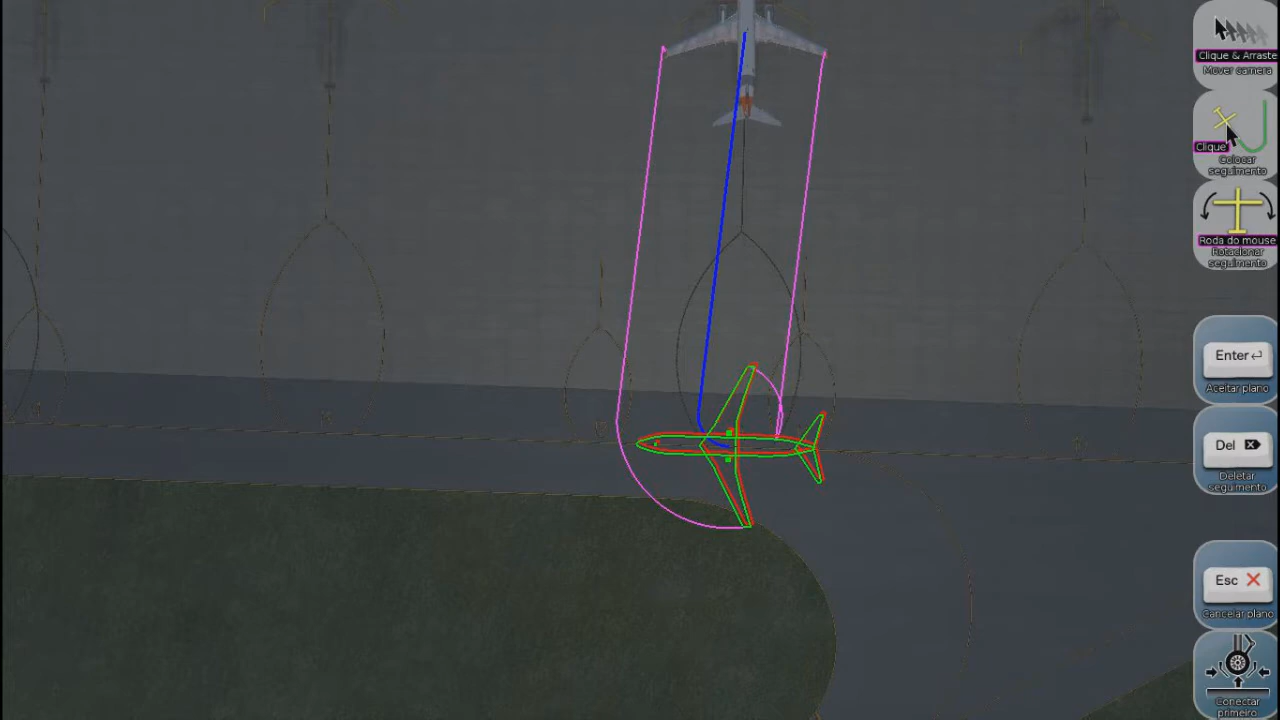 Clique & Arraste
Mover camera
Clique
Colocar
seguimento
Roda do mouse
Rotacionar
seguimento
Enter
Aceitar plano
Del
Deletar
seguimento
Esc
Cancelar plano
Conectar
primeiro